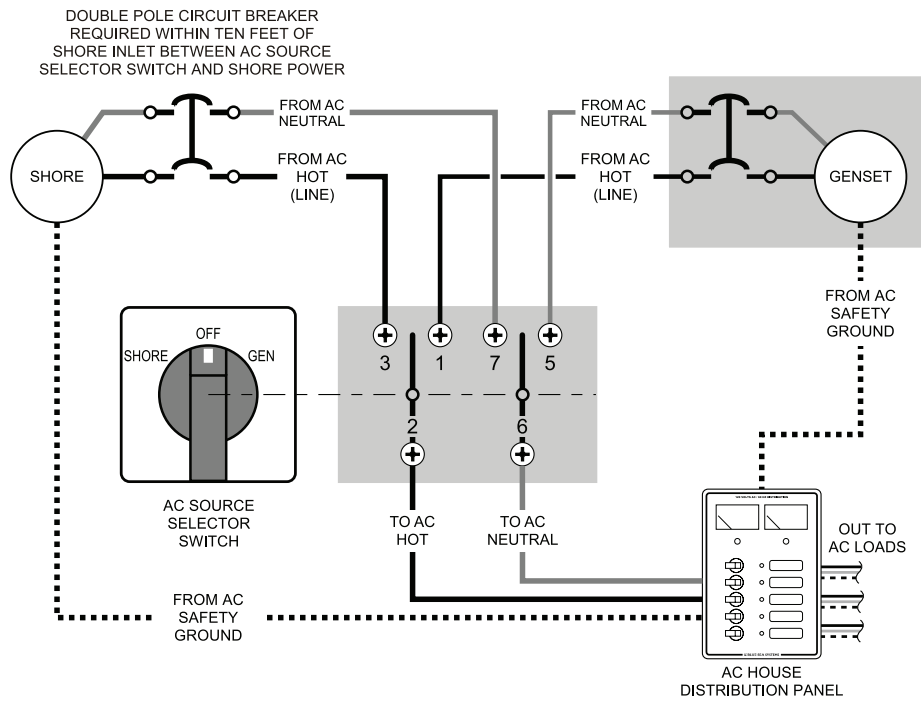 DOUBLE POLE CIRCUIT BREAKER
REQUIRED WITHIN TEN FEET OF
SHORE INLET BETWEEN AC SOURCE
SELECTOR SWITCH AND SHORE POWER
FROM AC
NEUTRAL
FROM AC
NEUTRAL
SHORE
FROM AC
HOT
(LINE)
FROM AC
HOT
(LINE)
GENSET
FROM AC
SAFETY
GROUND
OFF
SHORE
GEN
3
1
7
5
2
6
AC SOURCE
SELECTOR
SWITCH
TO AC
HOT
TO AC
NEUTRAL
OUT TO
AC LOADS
FROM AC
SAFETY
GROUND
AC HOUSE
DISTRIBUTION PANEL